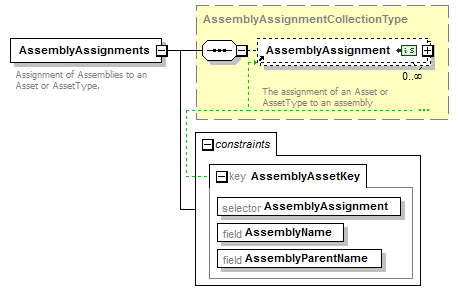 AssemblyAssignmentCollectionType
AssemblyAssignments
AssemblyAssignment
Assignment of Assemblies to an
Asset or AssetType.
0..∞
The assignment of an Asset or
AssetType to an assembly
constraints
key AssemblyAssetKey
selector AssemblyAssignment
field AssemblyName
field AssemblyParentName